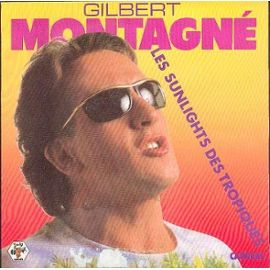 GILBERT
MONTAGNÉ
LES SUNLIGHTS DES TROPIQUES